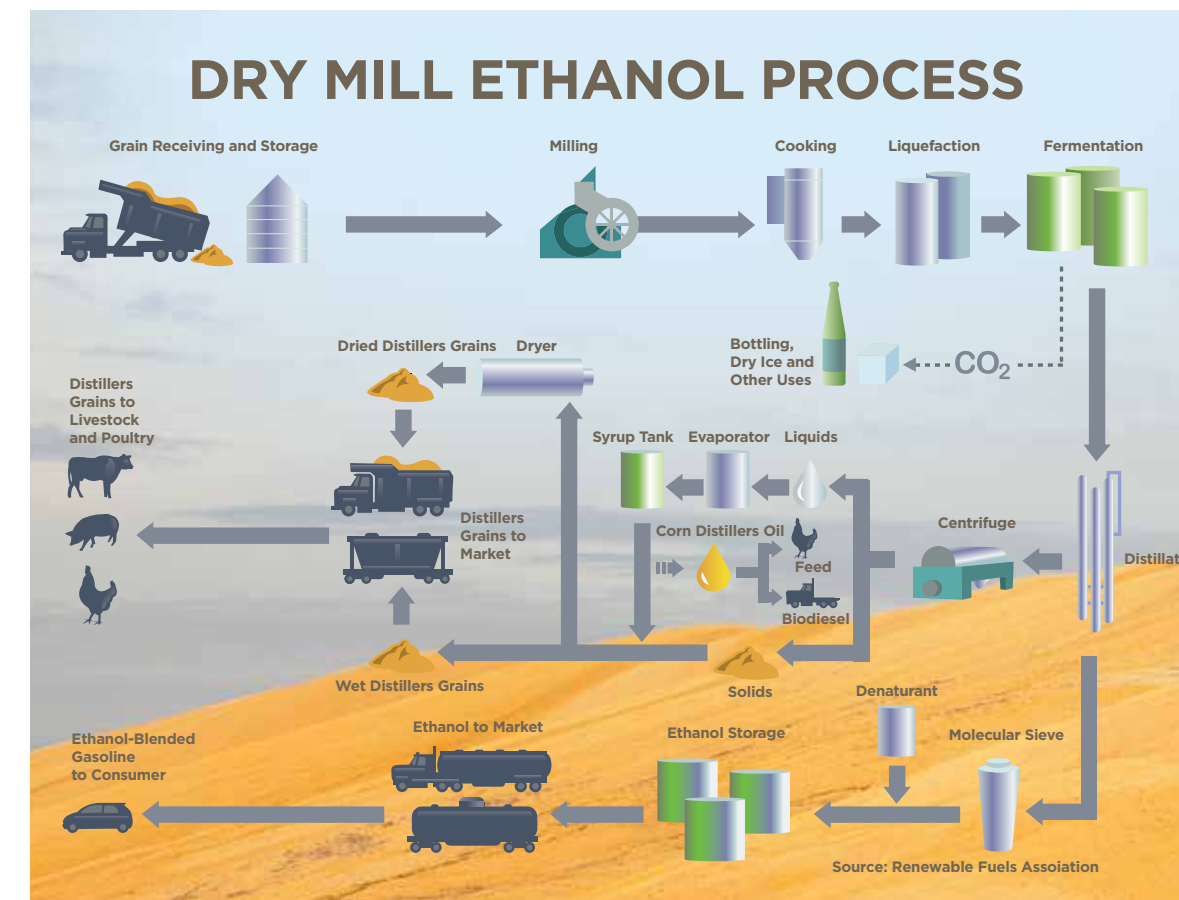 DRY MILL ETHANOL PROCESS
Grain Receiving and Storage
Milling
Cooking
Liquefaction
Fermentation
Bottling,
Dry Ice and
Other Uses
CO2
Dried Distillers Grains
Dryer
Distillers
Grains to
Livestock
and Poultry
Syrup Tank
Evaporator
Liquids
Distillers
Grains to
Market
Corn Distillers Oil
Feed
Biodiesel
Centrifuge
Distillat
Wet Distillers Grains
Solids
Denaturant
Ethanol to Market
Ethanol Storage
Molecular Sieve
Ethanol-Blended
Gasoline
to Consumer
Source: Renewable Fuels Assoiation